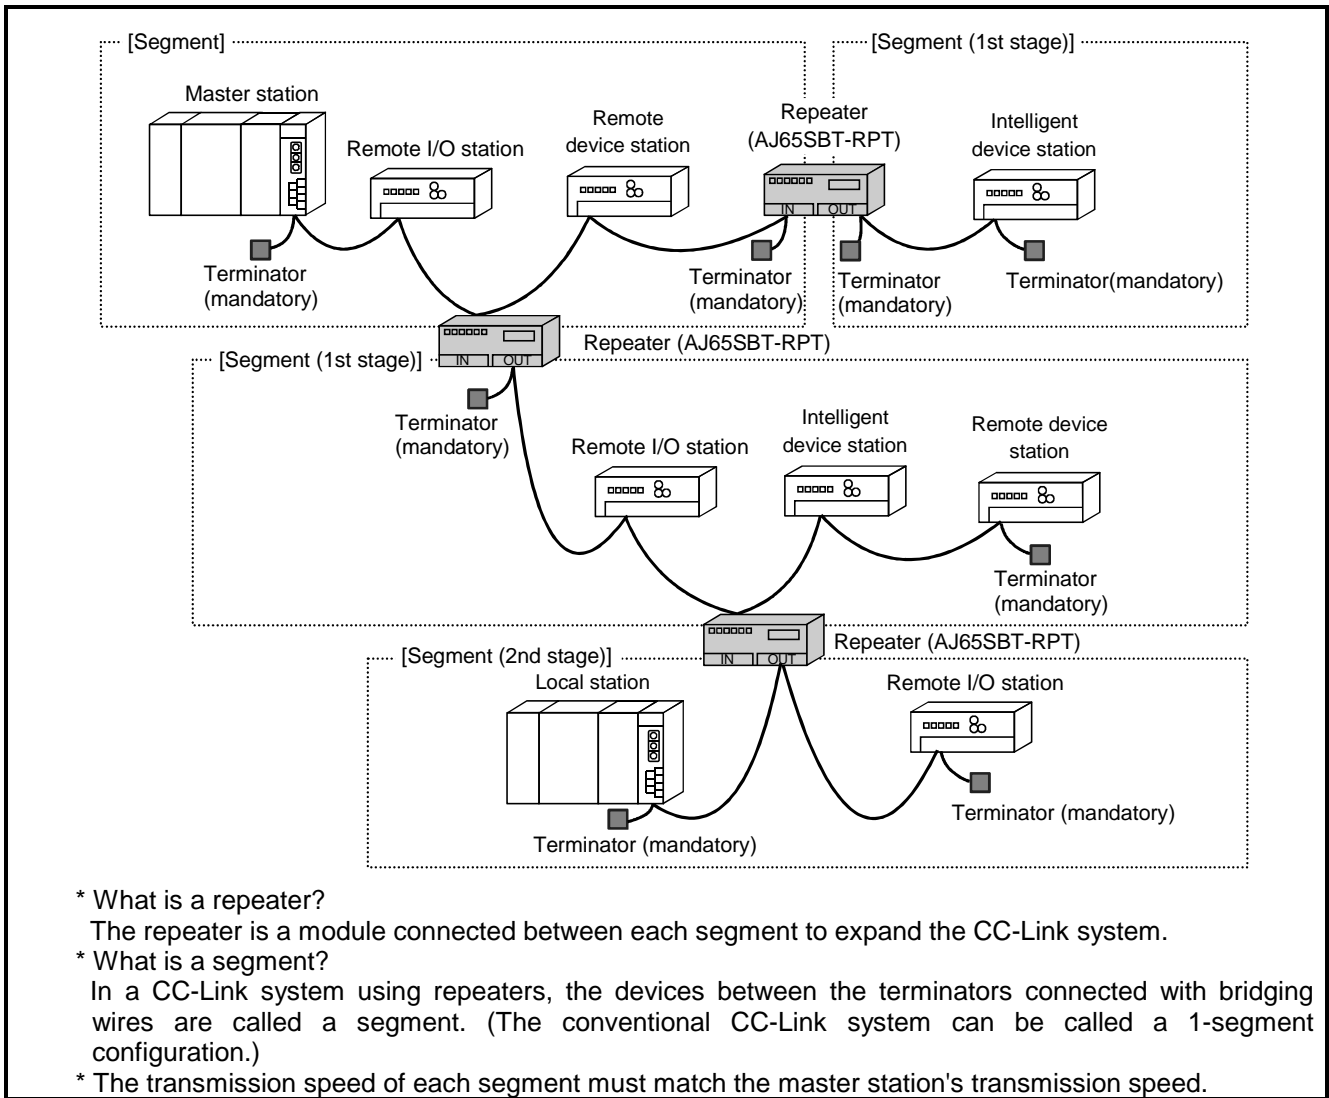 [Segment]
[Segment (1st stage)]
Master station
Remote I/O station
Remote
device station
Repeater
(AJ65SBT-RPT)
Intelligent
device station
IN
OUT
Terminator
(mandatory)
Terminator
(mandatory)
Terminator
(mandatory)
Terminator(mandatory)
Repeater (AJ65SBT-RPT)
IN
OUT
[Segment (1st stage)]
Terminator
(mandatory)
Remote I/O station
Intelligent
device station
Remote device
station
Terminator
(mandatory)
Repeater (AJ65SBT-RPT)
IN
OUT
[Segment (2nd stage)]
Local station
Remote I/O station
Terminator (mandatory)
Terminator (mandatory)
* What is a repeater?
The repeater is a module connected between each segment to expand the CC-Link system.
* What is a segment?
In a CC-Link system using repeaters, the devices between the terminators connected with bridging
wires are called a segment. (The conventional CC-Link system can be called a 1-segment
configuration.)
* The transmission speed of each segment must match the master station's transmission speed.